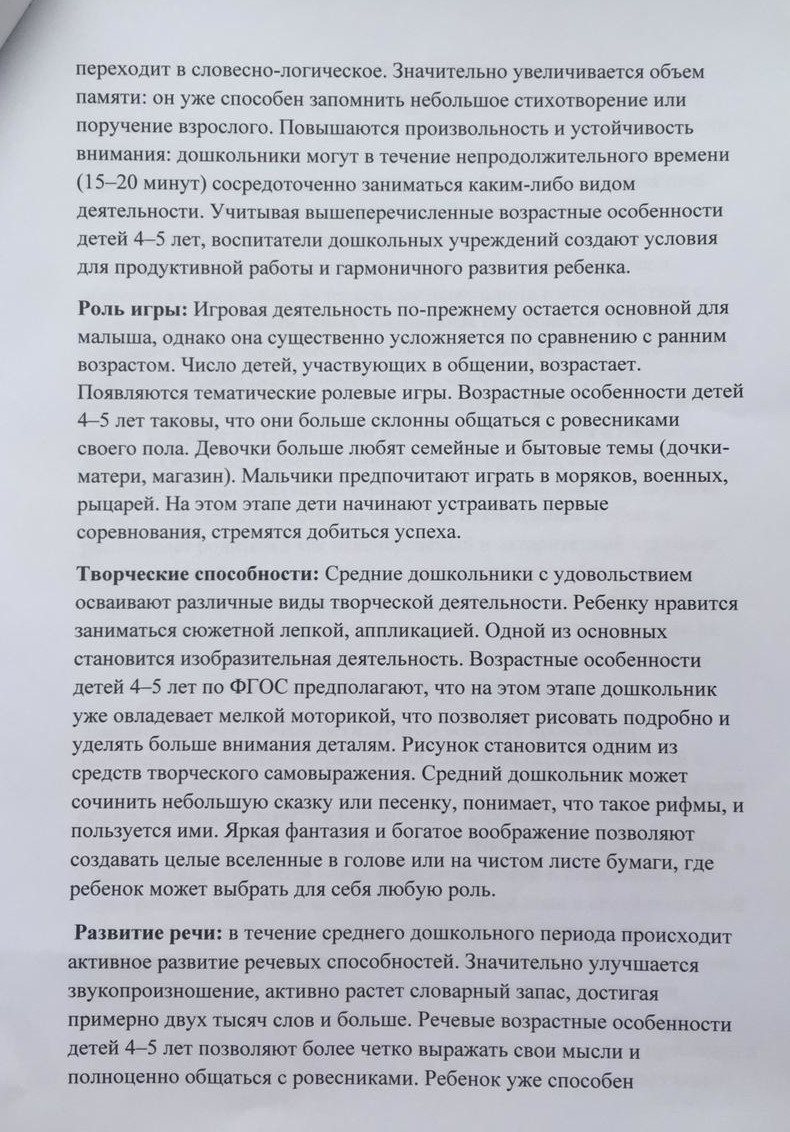 переходит в словесно-логическое. Значительно увеличивается объем
памяти: он уже способен запомнить небольшое стихотворение или
поручение взрослого. Повышаются произвольность и устойчивость
внимания: дошкольники могут в течение непродолжительного времени
(15–20 минут) сосредоточенно заниматься каким-либо видом
деятельности. Учитывая вышеперечисленные возрастные особенности
детей 4–5 лет, воспитатели дошкольных учреждений создают условия
для продуктивной работы и гармоничного развития ребенка.
Роль игры: Игровая деятельность по-прежнему остается основной для
малыша, однако она существенно усложняется по сравнению с ранним
возрастом. Число детей, участвующих в общении, возрастает.
Появляются тематические ролевые игры. Возрастные особенности детей
4–5 лет таковы, что они больше склонны общаться с ровесниками
своего пола. Девочки больше любят семейные и бытовые темы (дочки-
матери, магазин). Мальчики предпочитают играть в моряков, военных,
рыцарей. На этом этапе дети начинают устраивать первые
соревнования, стремятся добиться успеха.
Творческие способности: Средние дошкольники с удовольствием
осваивают различные виды творческой деятельности. Ребенку нравится
заниматься сюжетной лепкой, аппликацией. Одной из основных
становится изобразительная деятельность. Возрастные особенности
детей 4–5 лет по ФГОС предполагают, что на этом этапе дошкольник
уже овладевает мелкой моторикой, что позволяет рисовать подробно и
уделять больше внимания деталям. Рисунок становится одним из
средств творческого самовыражения. Средний дошкольник может
сочинить небольшую сказку или песенку, понимает, что такое рифмы, и
пользуется ими. Яркая фантазия и богатое воображение позволяют
создавать целые вселенные в голове или на чистом листе бумаги, где
ребенок может выбрать для себя любую роль.
Развитие речи: в течение среднего дошкольного периода происходит
активное развитие речевых способностей. Значительно улучшается
звукопроизношение, активно растет словарный запас, достигая
примерно двух тысяч слов и больше. Речевые возрастные особенности
детей 4–5 лет позволяют более четко выражать свои мысли и
полноценно общаться с ровесниками. Ребенок уже способен